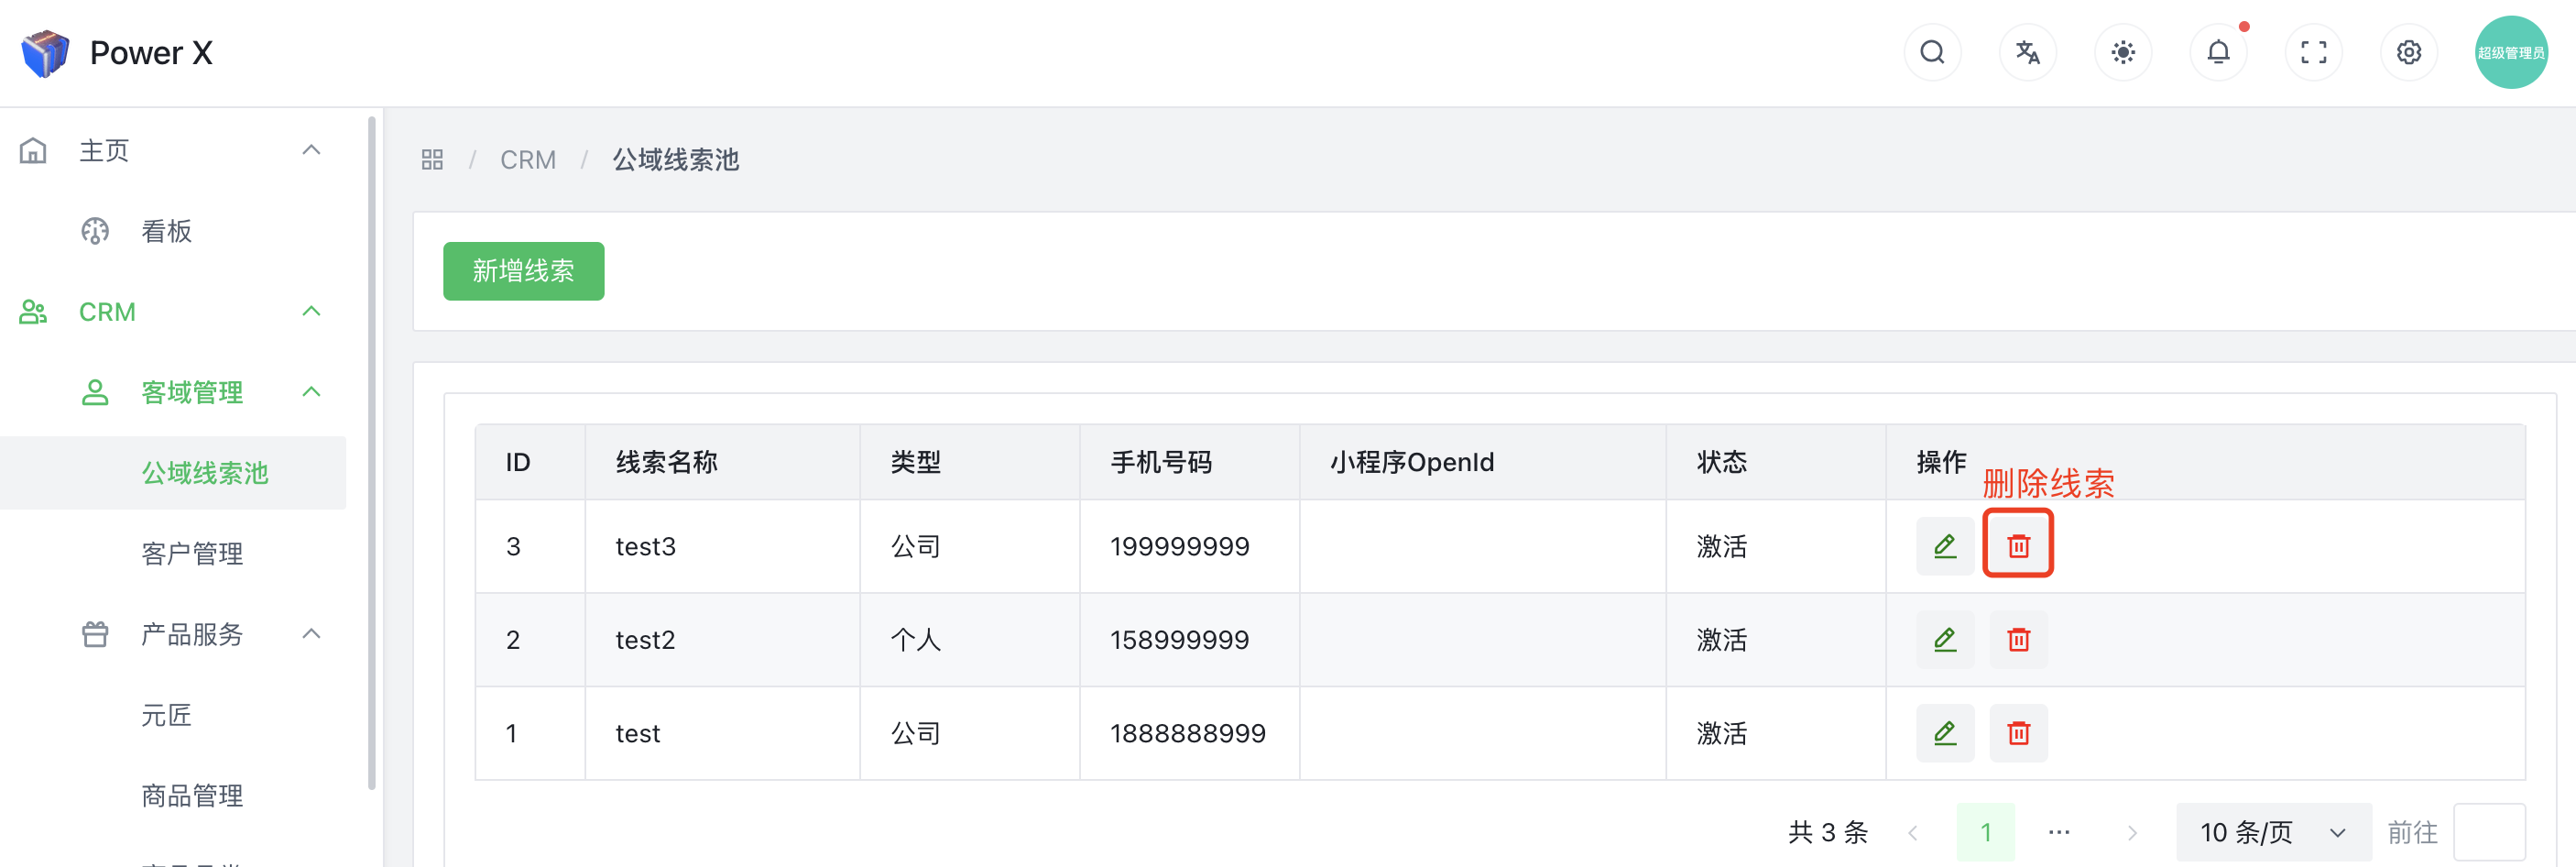 Power X
超级管理员
主页
看板
CRM
客域管理
公域线索池
客户管理
产品服务
元匠
商品管理
/ CRM / 公域线索池
新增线索
ID 线索名称 类型 手机号码 小程序OpenId 状态 操作
删除线索
3 test3 公司 199999999 激活
2 test2 个人 158999999 激活
1 test 公司 1888888999 激活
共 3 条 1 ··· 10 条/页 前往